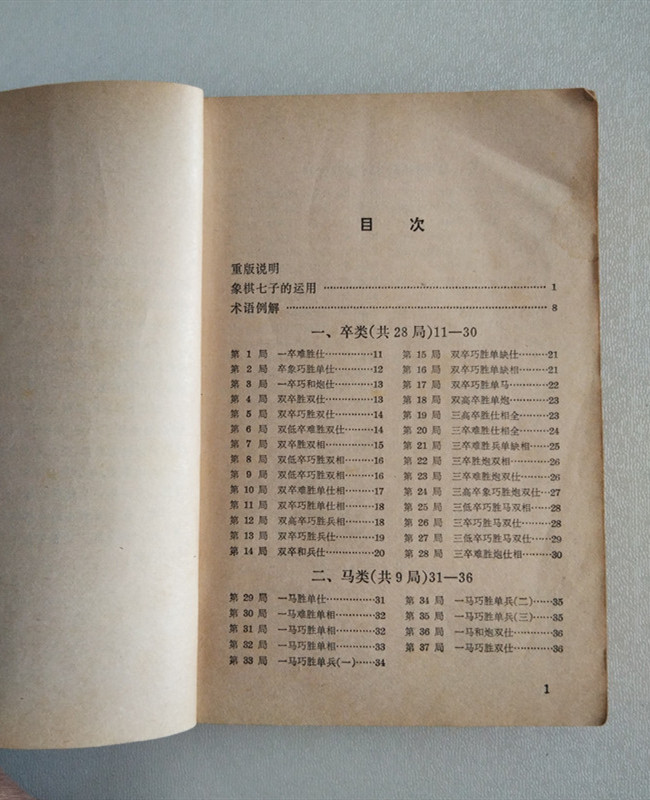 目 次
重版说明
象棋七子的运用 ……………………………………… 1
术语例解 ……………………………………………… 8
一、卒类(共28局)11—30
第 1 局 一卒难胜仕……………11
第 2 局 卒象巧胜单仕…………12
第 3 局 一卒巧和炮仕…………13
第 4 局 双卒胜双仕……………13
第 5 局 双卒巧胜双仕…………14
第 6 局 双低卒难胜双仕………14
第 7 局 双卒胜双相……………15
第 8 局 双低卒巧胜双相………16
第 9 局 双低卒巧胜双相………16
第 10 局 双卒难胜单仕相………17
第 11 局 双卒巧胜单仕相………18
第 12 局 双高卒巧胜兵相………18
第 13 局 双卒巧胜兵仕…………19
第 14 局 双卒和兵仕……………20
第 15 局 双卒巧胜单缺仕………21
第 16 局 双卒巧胜单缺相………21
第 17 局 双卒巧胜单马…………22
第 18 局 双高卒胜单炮…………23
第 19 局 三高卒胜仕相全………23
第 20 局 三卒难胜仕相全………24
第 21 局 三卒难胜兵单缺相……25
第 22 局 三卒胜炮双相…………26
第 23 局 三卒难胜炮双仕………26
第 24 局 三高卒象巧胜炮双仕…27
第 25 局 三低卒巧胜马双相……28
第 26 局 三卒巧胜马双仕………28
第 27 局 三低卒巧胜马双仕……29
第 28 局 三卒难胜炮仕相………30
二、马类(共9局)31—36
第 29 局 一马胜单仕……………31
第 30 局 一马难胜单相…………32
第 31 局 一马巧胜单相…………32
第 32 局 一马巧胜单相…………33
第 33 局 一马巧胜单兵(一)……34
第 34 局 一马巧胜单兵(二)……35
第 35 局 一马巧胜单兵(三)……35
第 36 局 一马和炮双仕…………36
第 37 局 一马巧胜双仕…………36
1